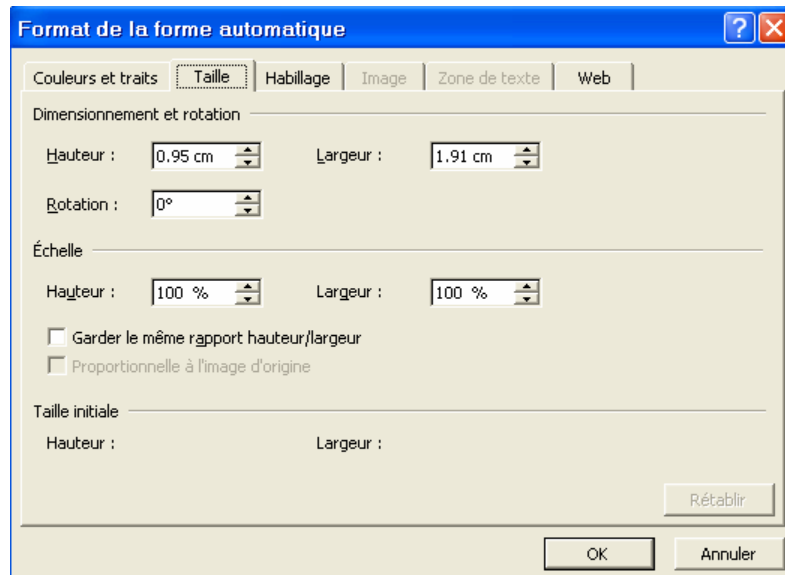 Format de la forme automatique ?
Couleurs et traits Taille Habillage Image Zone de texte Web
Dimensionnement et rotation
Hauteur : 0.95 cm Largeur : 1.91 cm
Rotation : 0°
Échelle
Hauteur : 100 % Largeur : 100 %
Garder le même rapport hauteur/largeur
Proportionnelle à l'image d'origine
Taille initiale
Hauteur : Largeur :
Rétablir
OK Annuler